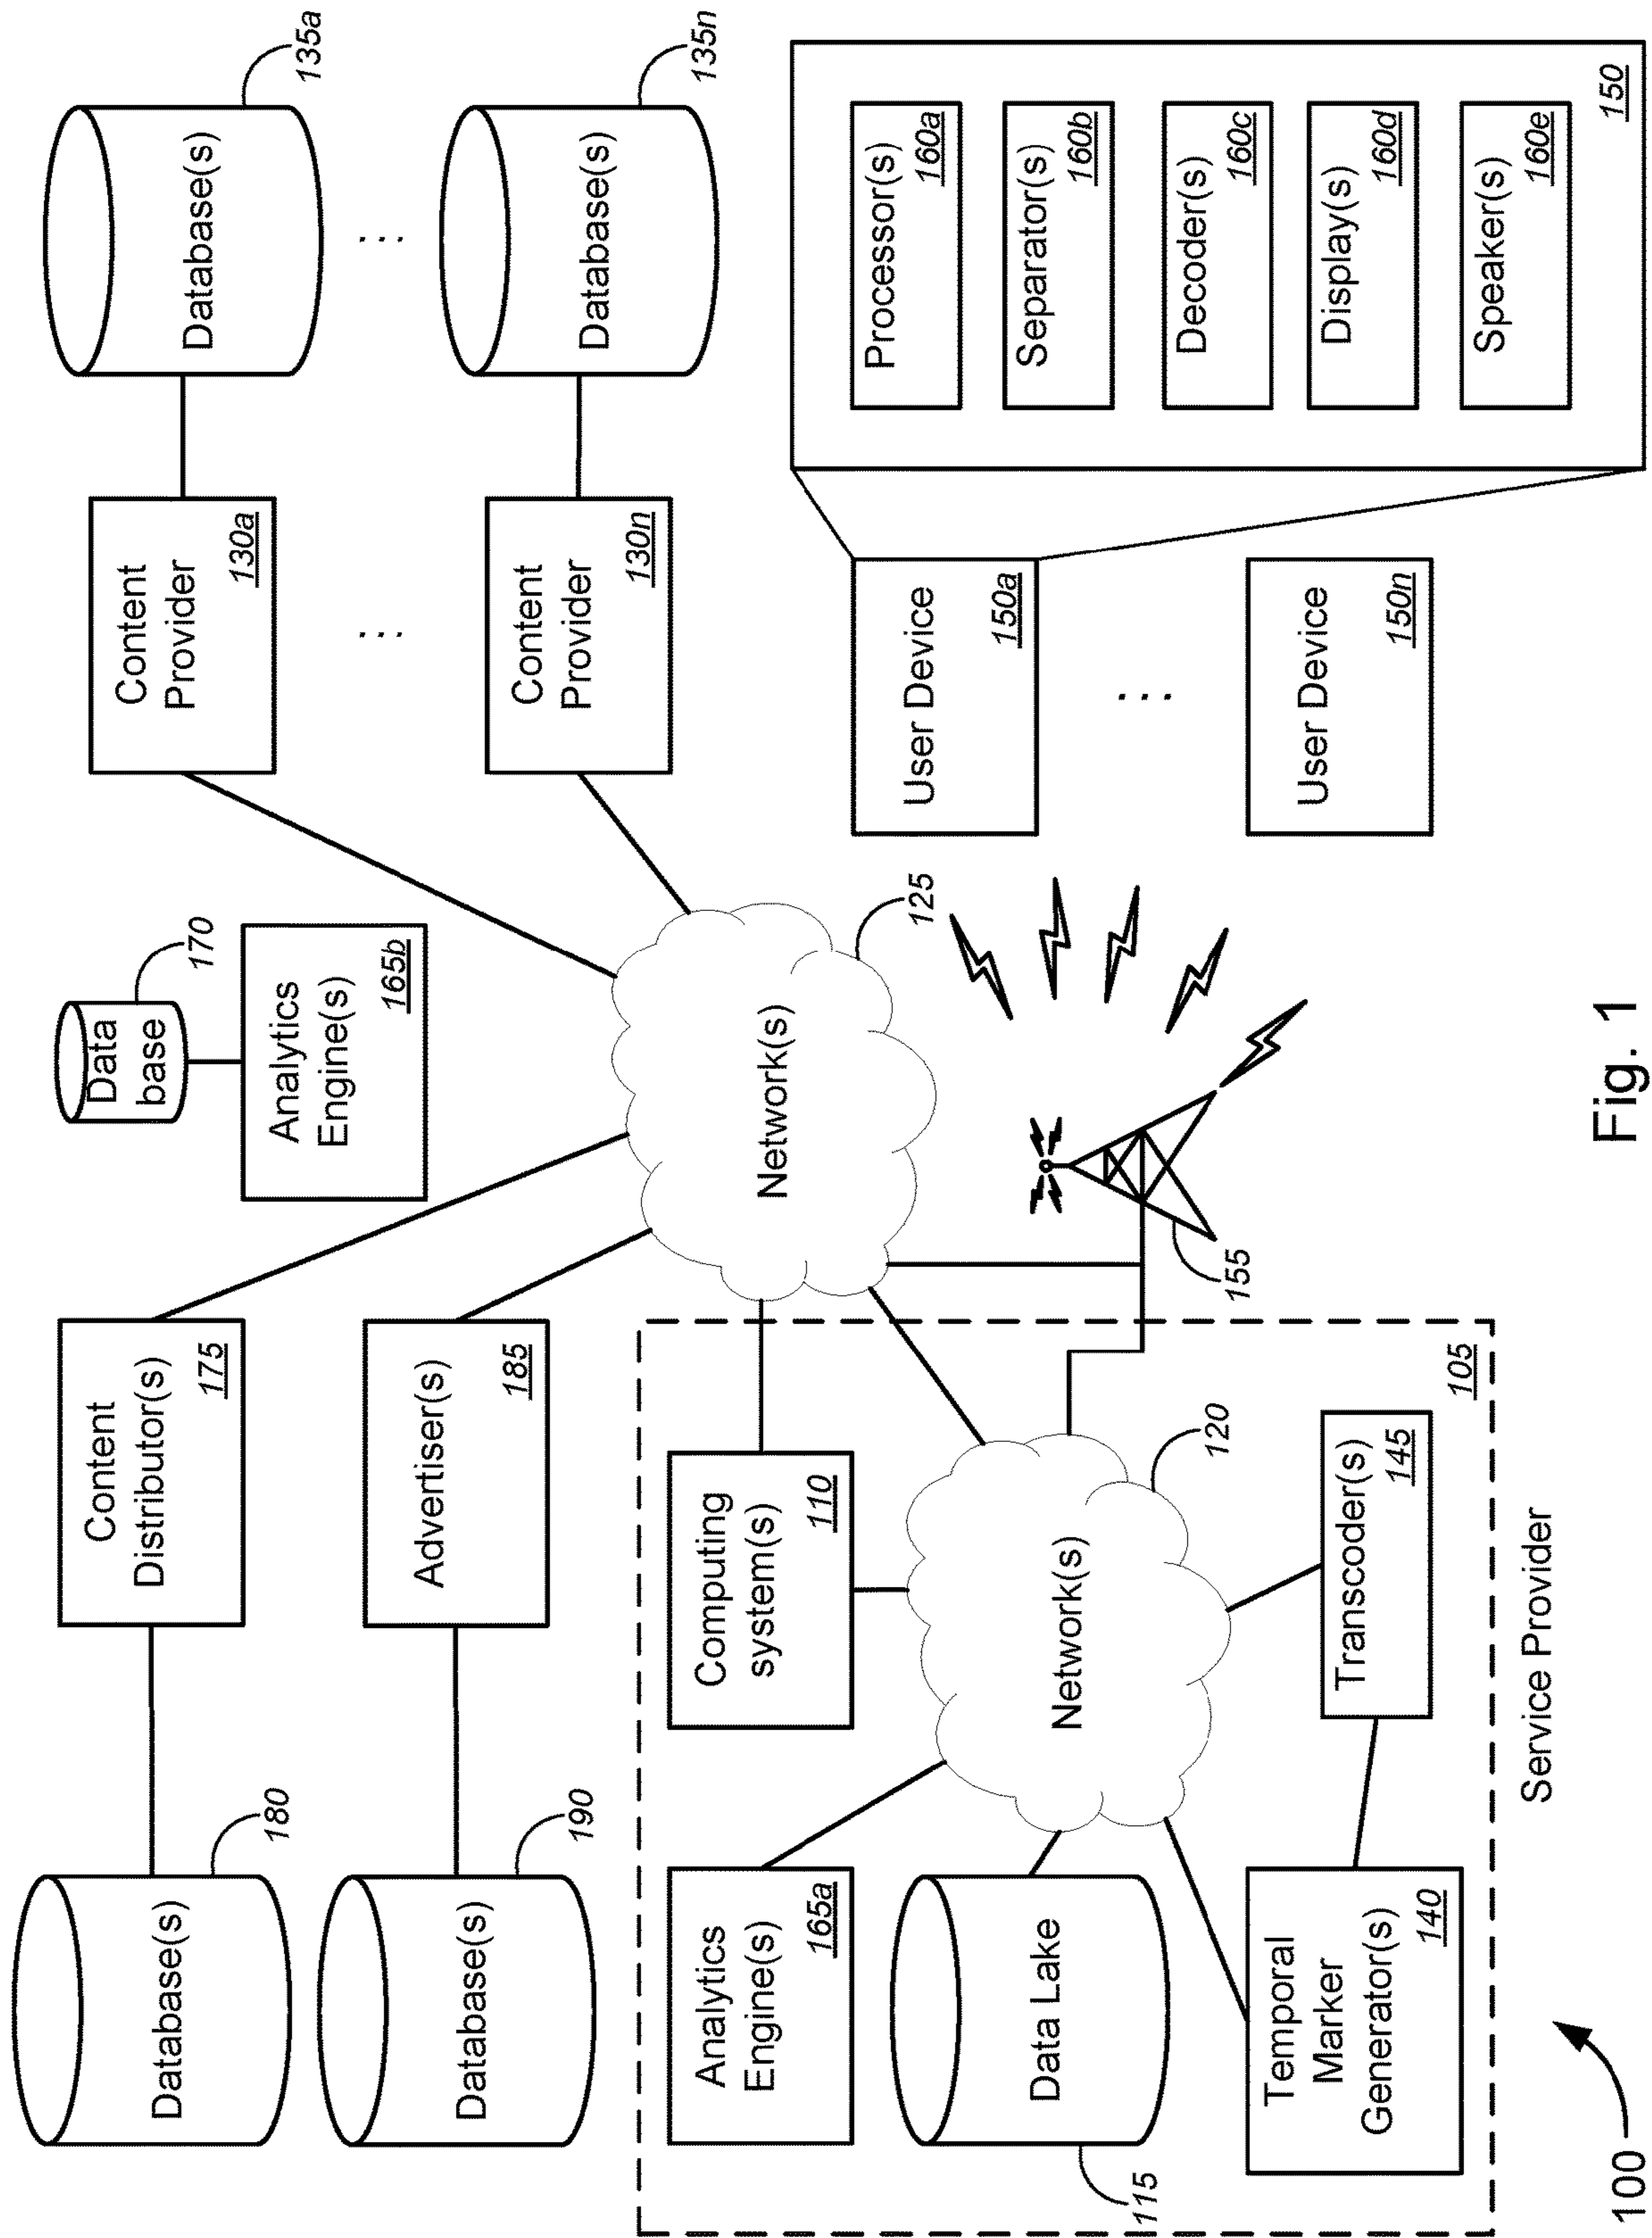 Database(s)
180
Content
Distributor(s)
175
Data
base
170
Analytics
Engine(s)
165b
Content
Provider
130a
Database(s)
135a
. . .
. . .
Database(s)
190
Advertiser(s)
185
Content
Provider
130n
Database(s)
135n
Network(s)
125
Analytics
Engine(s)
165a
Computing
system(s)
110
Data Lake
115
Network(s)
120
Temporal
Marker
Generator(s)
140
Transcoder(s)
145
105
Service Provider
155
User Device
150a
. . .
User Device
150n
Processor(s)
160a
Separator(s)
160b
Decoder(s)
160c
Display(s)
160d
Speaker(s)
160e
150
100
Fig. 1